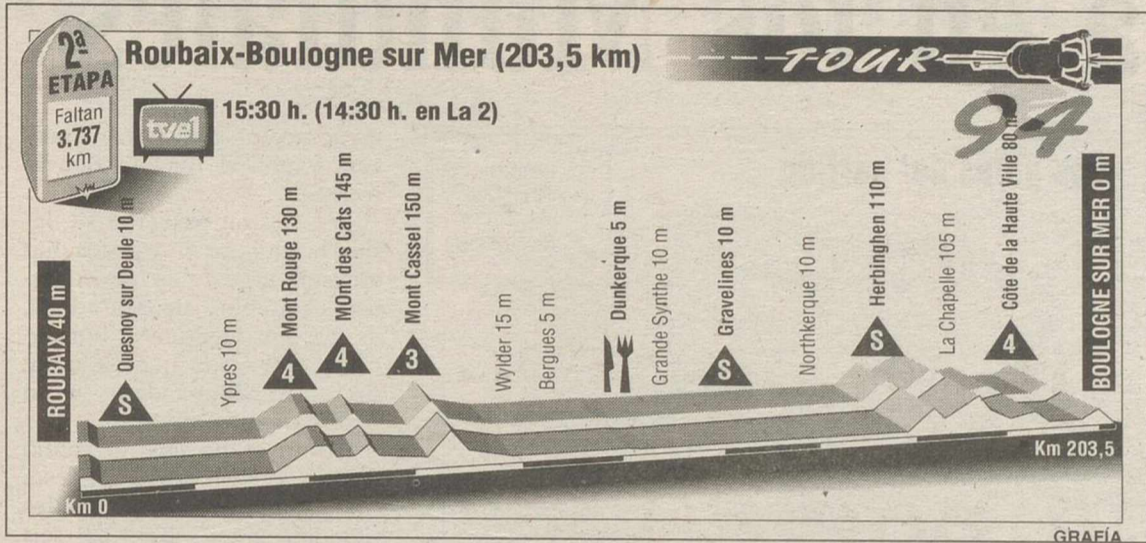 2ª
ETAPA
Faltan
3.737
km
Roubaix-Boulogne sur Mer (203,5 km)
tve1
15:30 h. (14:30 h. en La 2)
TOUR
94
ROUBAIX 40 m
Quesnoy sur Deule 10 m
S
Ypres 10 m
Mont Rouge 130 m
4
MOnt des Cats 145 m
4
Mont Cassel 150 m
3
Wylder 15 m
Bergues 5 m
Dunkerque 5 m
Grande Synthe 10 m
Gravelines 10 m
S
Northkerque 10 m
Herbinghen 110 m
S
La Chapelle 105 m
Côte de la Haute Ville 80 m
4
BOULOGNE SUR MER 0 m
Km 0
Km 203,5
GRAFÍA